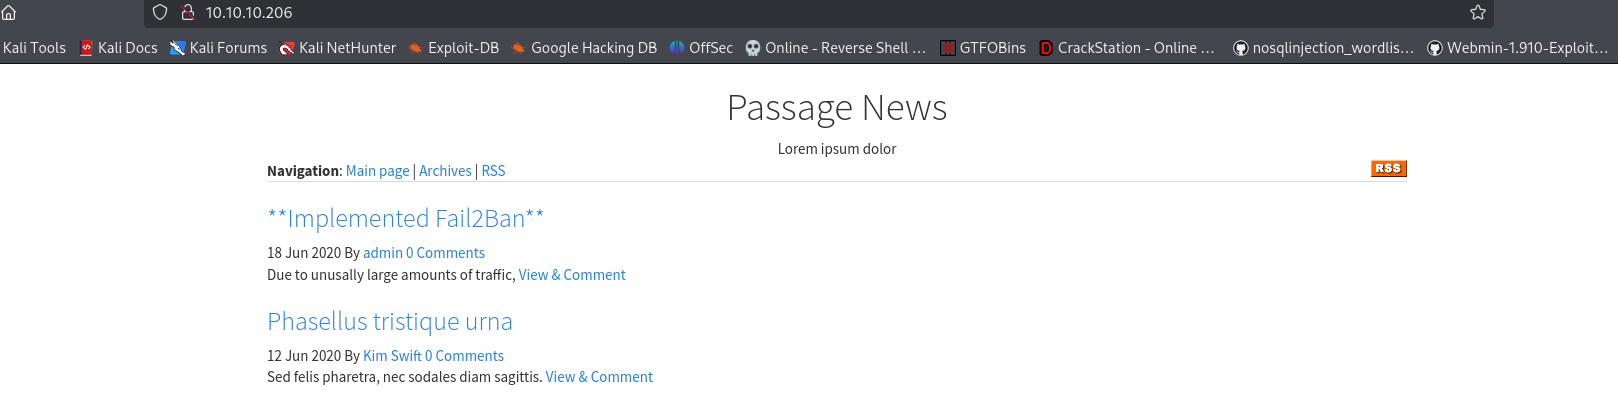 10.10.10.206
Kali Tools Kali Docs Kali Forums Kali NetHunter Exploit-DB Google Hacking DB OffSec Online - Reverse Shell … GTFOBins CrackStation - Online … nosqlinjection_wordlis… Webmin-1.910-Exploit…
Passage News
Lorem ipsum dolor
Navigation: Main page | Archives | RSS RSS
**Implemented Fail2Ban**
18 Jun 2020 By admin 0 Comments
Due to unusally large amounts of traffic, View & Comment
Phasellus tristique urna
12 Jun 2020 By Kim Swift 0 Comments
Sed felis pharetra, nec sodales diam sagittis. View & Comment